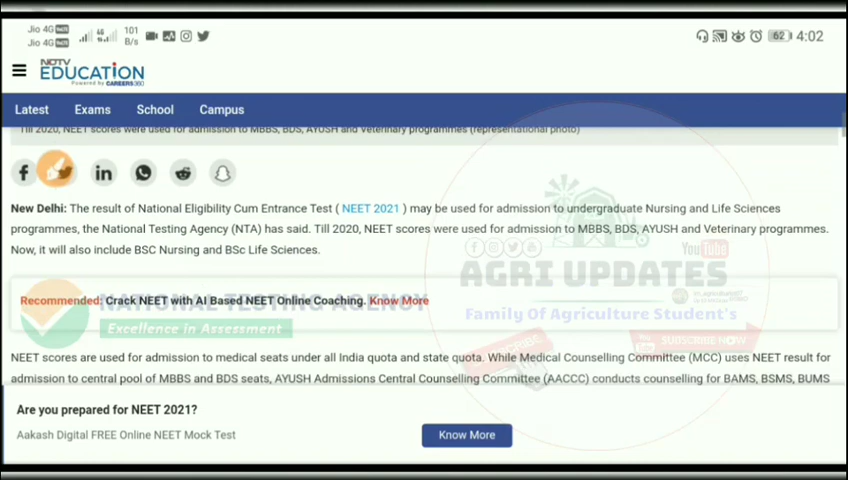 Jio 4G VoLTE
Jio 4G VoLTE
4G
101
B/s
62
4:02
NDTV
EDUCATION
Powered by CAREERS360
Latest Exams School Campus
Till 2020, NEET scores were used for admission to MBBS, BDS, AYUSH and Veterinary programmes (representational photo)
New Delhi: The result of National Eligibility Cum Entrance Test ( NEET 2021 ) may be used for admission to undergraduate Nursing and Life Sciences
programmes, the National Testing Agency (NTA) has said. Till 2020, NEET scores were used for admission to MBBS, BDS, AYUSH and Veterinary programmes.
Now, it will also include BSC Nursing and BSc Life Sciences.
You Tube
AGRI UPDATES
Family Of Agriculture Student's
SUBSCRIBE
SUBSCRIBE NOW
Recommended: Crack NEET with AI Based NEET Online Coaching. Know More
NATIONAL TESTING AGENCY
Excellence in Assessment
NEET scores are used for admission to medical seats under all India quota and state quota. While Medical Counselling Committee (MCC) uses NEET result for
admission to central pool of MBBS and BDS seats, AYUSH Admissions Central Counselling Committee (AACCC) conducts counselling for BAMS, BSMS, BUMS
Are you prepared for NEET 2021?
Aakash Digital FREE Online NEET Mock Test
Know More